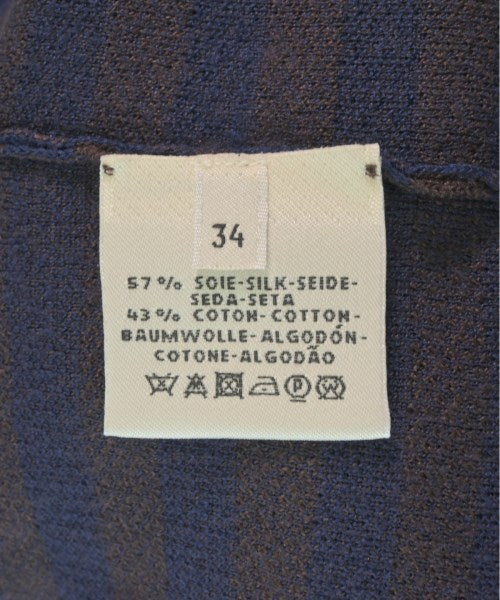 34
57% SOIE-SILK-SEIDE-
SEDA-SETA
43% COTON-COTTON-
BAUMWOLLE-ALGODÓN-
COTONE-ALGODÃO
P W